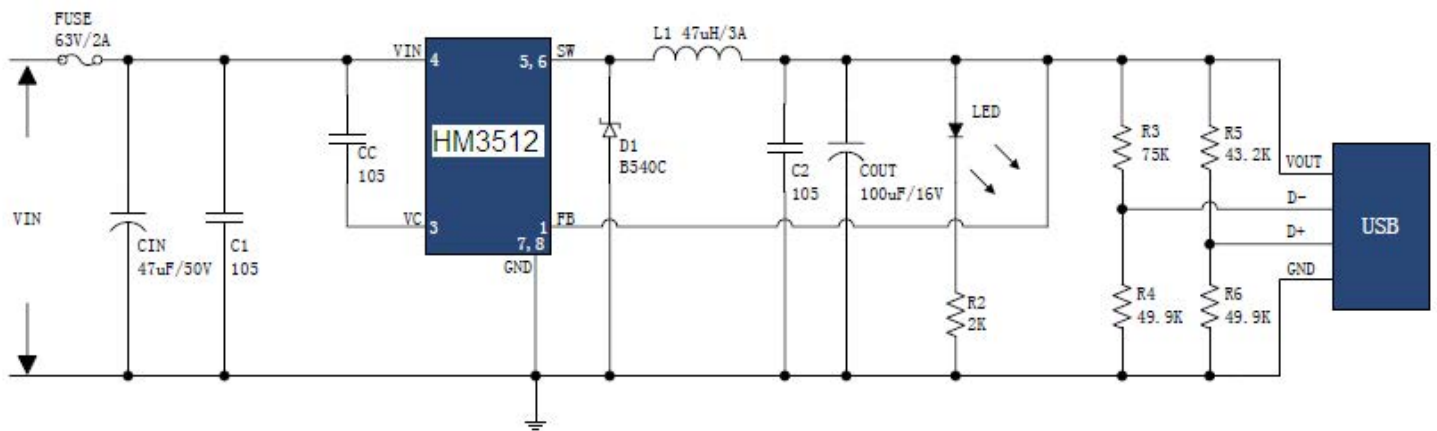 FUSE
63V/2A
VIN
CIN
47uF/50V
C1
105
CC
105
VIN
4
5,6
SW
HM3512
VC
3
1
FB
7,8
GND
D1
B540C
L1 47uH/3A
C2
105
COUT
100uF/16V
LED
R2
2K
R3
75K
R4
49.9K
R5
43.2K
R6
49.9K
VOUT
D-
D+
GND
USB